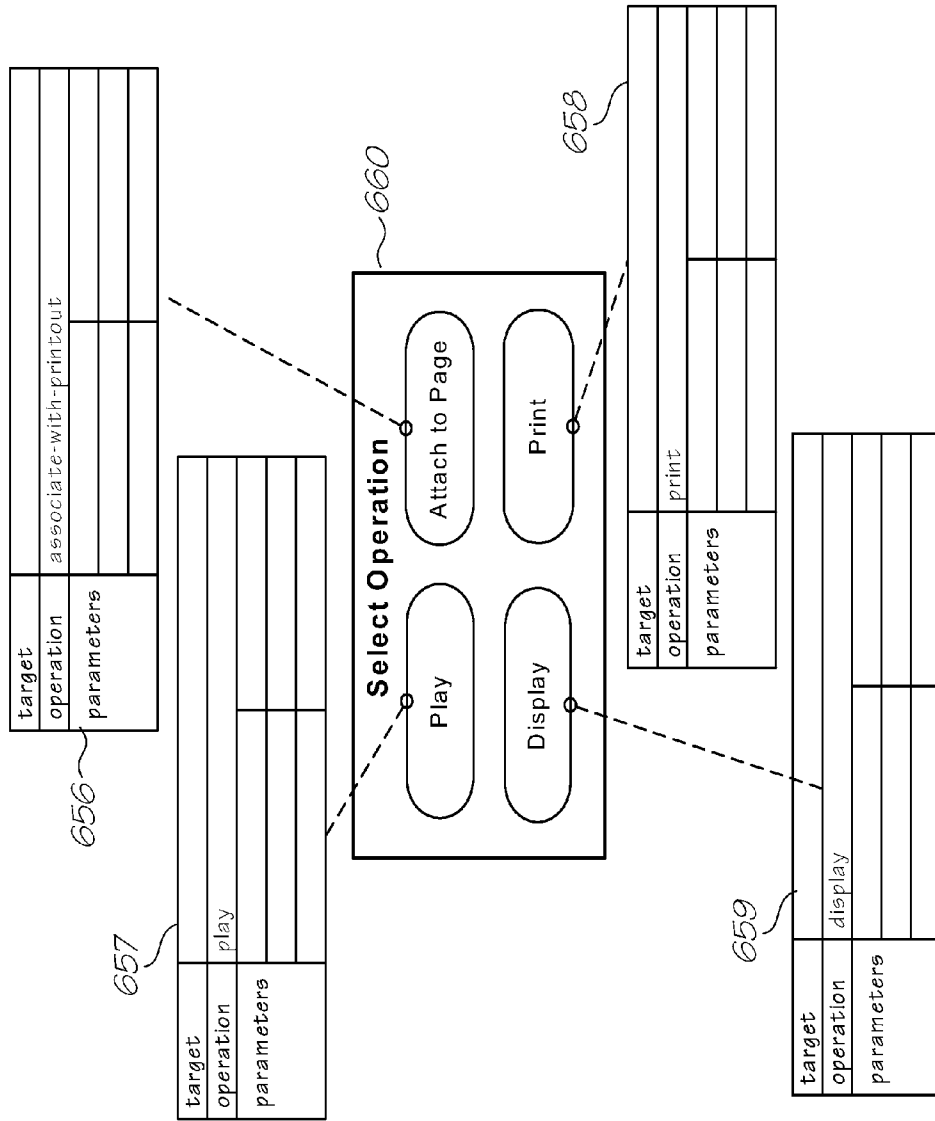 656
target
operation associate-with-printout
parameters
657
target
operation play
parameters
660
Select Operation
Play
Attach to Page
Display
Print
658
target
operation print
parameters
659
target
operation display
parameters